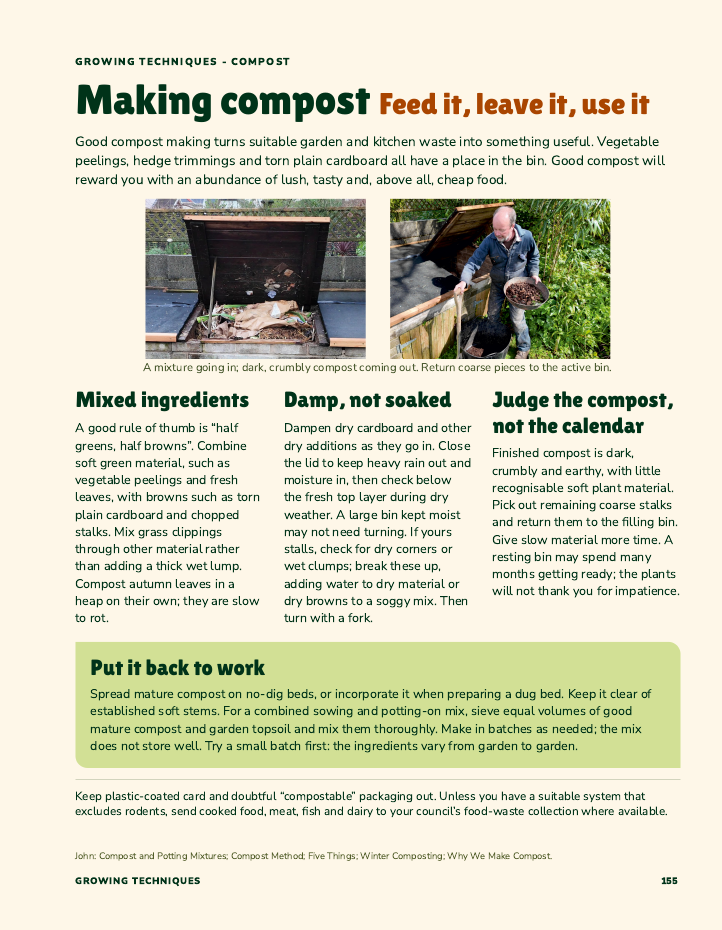 GROWING TECHNIQUES - COMPOST
Making compost Feed it, leave it, use it
Good compost making turns suitable garden and kitchen waste into something useful. Vegetable
peelings, hedge trimmings and torn plain cardboard all have a place in the bin. Good compost will
reward you with an abundance of lush, tasty and, above all, cheap food.
A mixture going in; dark, crumbly compost coming out. Return coarse pieces to the active bin.
Mixed ingredients
A good rule of thumb is “half
greens, half browns”. Combine
soft green material, such as
vegetable peelings and fresh
leaves, with browns such as torn
plain cardboard and chopped
stalks. Mix grass clippings
through other material rather
than adding a thick wet lump.
Compost autumn leaves in a
heap on their own; they are slow
to rot.
Damp, not soaked
Dampen dry cardboard and other
dry additions as they go in. Close
the lid to keep heavy rain out and
moisture in, then check below
the fresh top layer during dry
weather. A large bin kept moist
may not need turning. If yours
stalls, check for dry corners or
wet clumps; break these up,
adding water to dry material or
dry browns to a soggy mix. Then
turn with a fork.
Judge the compost,
not the calendar
Finished compost is dark,
crumbly and earthy, with little
recognisable soft plant material.
Pick out remaining coarse stalks
and return them to the filling bin.
Give slow material more time. A
resting bin may spend many
months getting ready; the plants
will not thank you for impatience.
Put it back to work
Spread mature compost on no-dig beds, or incorporate it when preparing a dug bed. Keep it clear of
established soft stems. For a combined sowing and potting-on mix, sieve equal volumes of good
mature compost and garden topsoil and mix them thoroughly. Make in batches as needed; the mix
does not store well. Try a small batch first: the ingredients vary from garden to garden.
Keep plastic-coated card and doubtful “compostable” packaging out. Unless you have a suitable system that
excludes rodents, send cooked food, meat, fish and dairy to your council’s food-waste collection where available.
John: Compost and Potting Mixtures; Compost Method; Five Things; Winter Composting; Why We Make Compost.
GROWING TECHNIQUES
155